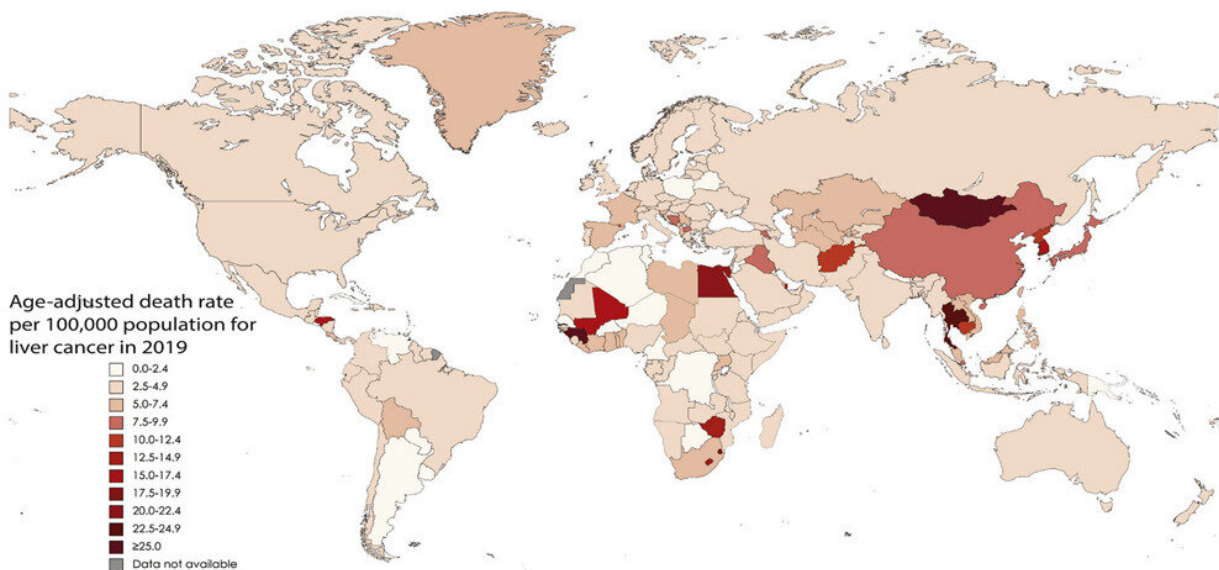 Age-adjusted death rate
per 100,000 population for
liver cancer in 2019
0.0-2.4
2.5-4.9
5.0-7.4
7.5-9.9
10.0-12.4
12.5-14.9
15.0-17.4
17.5-19.9
20.0-22.4
22.5-24.9
≥25.0
Data not available